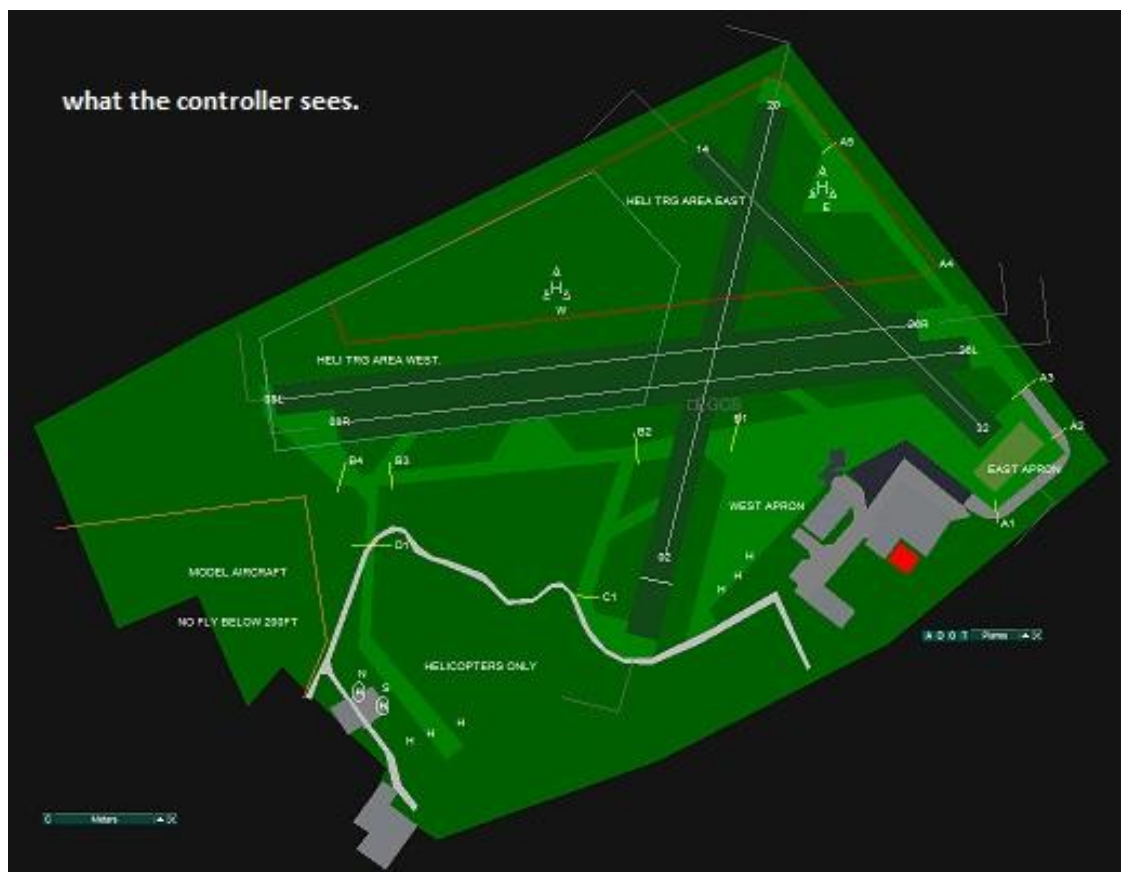 what the controller sees.
20
14
A5
A
H
E
HELI TRG AREA EAST
A4
H
W
26R
26L
HELI TRG AREA WEST.
08L
08R
A3
A2
32
B1
B2
B3
B4
EAST APRON
WEST APRON
A1
D1
H
H
H
02
MODEL AIRCRAFT
C1
NO FLY BELOW 200FT
HELICOPTERS ONLY
N
S
H
H
H
H
H
Meters